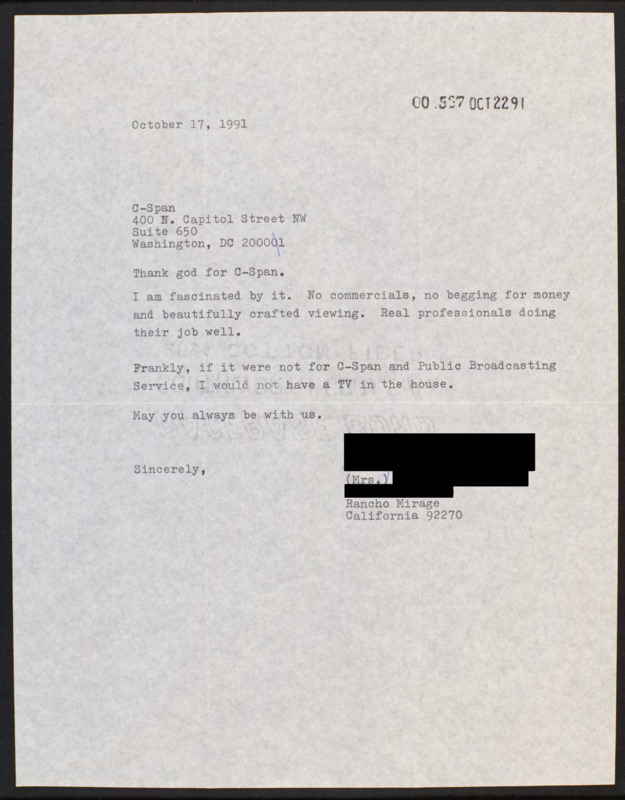 00.557 OCT2291
October 17, 1991
C-Span
400 N. Capitol Street NW
Suite 650
Washington, DC 200001
Thank god for C-Span.
I am fascinated by it. No commercials, no begging for money
and beautifully crafted viewing. Real professionals doing
their job well.
Frankly, if it were not for C-Span and Public Broadcasting
Service, I would not have a TV in the house.
May you always be with us.
Sincerely,
(Mrs.)
Rancho Mirage
California 92270